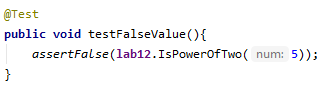 @Test
public void testFalseValue(){
assertFalse(lab12.IsPowerOfTwo( num: 5));
}